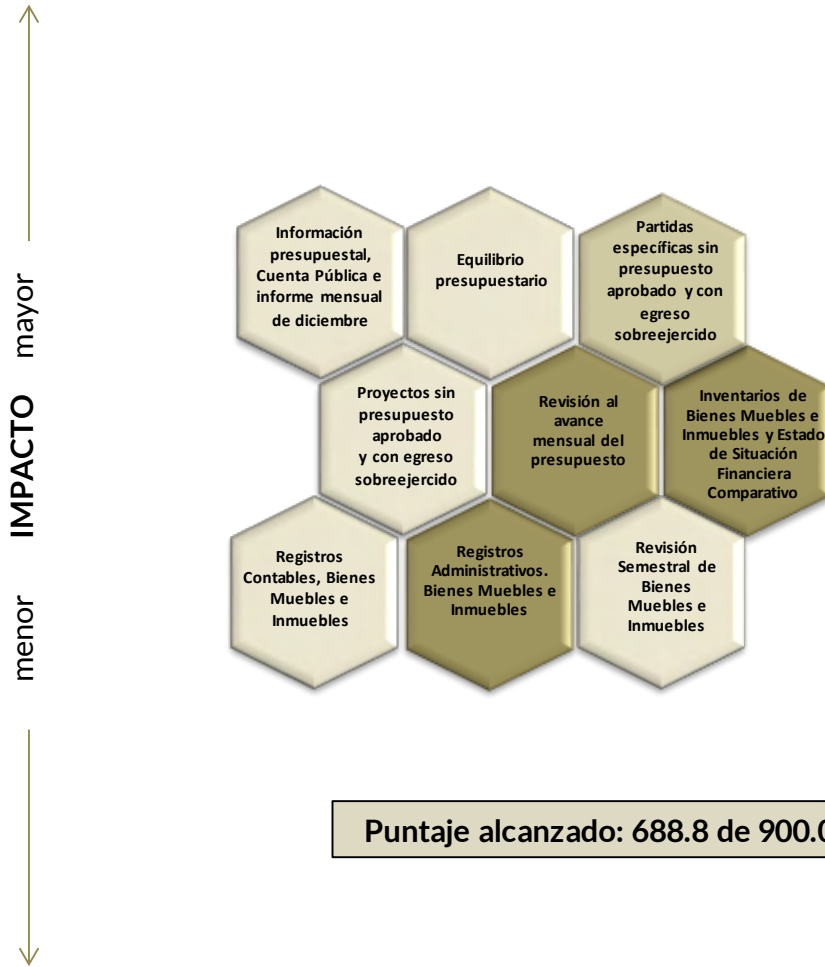 mayor
IMPACTO
menor
Información
presupuestal,
Cuenta Pública e
informe mensual
de diciembre
Equilibrio
presupuestario
Partidas
específicas sin
presupuesto
aprobado y con
egreso
sobreejercido
Proyectos sin
presupuesto
aprobado
y con egreso
sobreejercido
Revisión al
avance
mensual del
presupuesto
Inventarios de
Bienes Muebles e
Inmuebles y Estado
de Situación
Financiera
Comparativo
Registros
Contables, Bienes
Muebles e
Inmuebles
Registros
Administrativos.
Bienes Muebles e
Inmuebles
Revisión
Semestral de
Bienes
Muebles e
Inmuebles
Puntaje alcanzado: 688.8 de 900.0